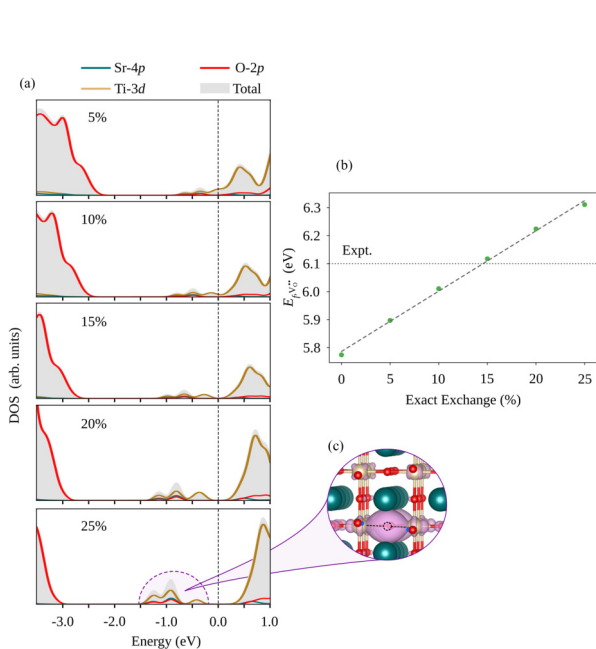 Sr-4p
O-2p
(a)
Ti-3d
Total
5%
10%
15%
20%
25%
DOS (arb. units)
-3.0 -2.0 -1.0 0.0 1.0
Energy (eV)
(b)
6.3
6.2
6.1
6.0
5.9
5.8
Expt.
(eV)
0 5 10 15 20 25
Exact Exchange (%)
(c)